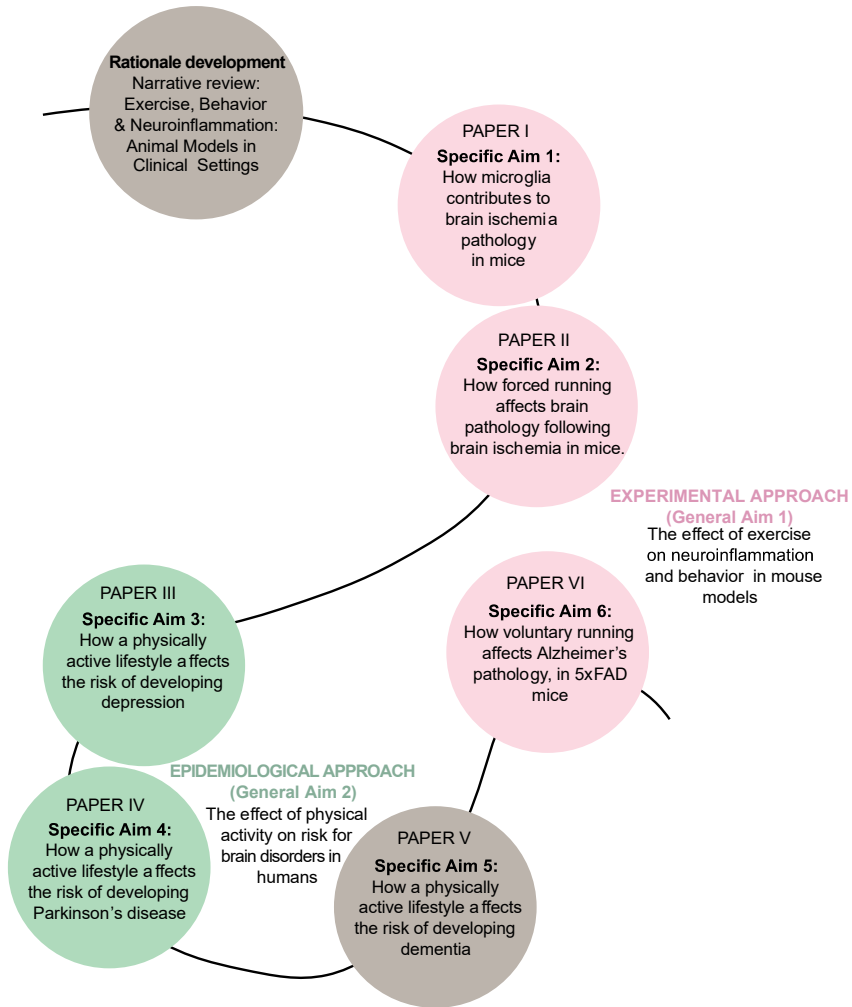 Rationale development
Narrative review:
Exercise, Behavior
& Neuroinflammation:
Animal Models in
Clinical Settings
PAPER I
Specific Aim 1:
How microglia
contributes to
brain ischemia
pathology
in mice
PAPER II
Specific Aim 2:
How forced running
affects brain
pathology following
brain ischemia in mice.
EXPERIMENTAL APPROACH
(General Aim 1)
The effect of exercise
on neuroinflammation
and behavior in mouse
models
PAPER III
Specific Aim 3:
How a physically
active lifestyle affects
the risk of developing
depression
PAPER VI
Specific Aim 6:
How voluntary running
affects Alzheimer’s
pathology, in 5xFAD
mice
EPIDEMIOLOGICAL APPROACH
(General Aim 2)
The effect of physical
activity on risk for
brain disorders in
humans
PAPER IV
Specific Aim 4:
How a physically
active lifestyle affects
the risk of developing
Parkinson’s disease
PAPER V
Specific Aim 5:
How a physically
active lifestyle affects
the risk of developing
dementia